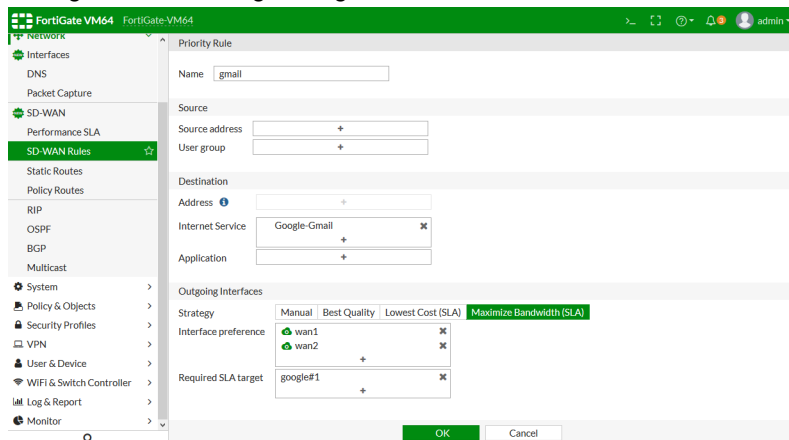 FortiGate VM64 FortiGate-VM64
>_
3
admin
Network
Interfaces
DNS
Packet Capture
SD-WAN
Performance SLA
SD-WAN Rules
Static Routes
Policy Routes
RIP
OSPF
BGP
Multicast
System
Policy & Objects
Security Profiles
VPN
User & Device
WiFi & Switch Controller
Log & Report
Monitor
Priority Rule
Name gmail
Source
Source address +
User group +
Destination
Address +
Internet Service Google-Gmail
+
Application +
Outgoing Interfaces
Strategy Manual Best Quality Lowest Cost (SLA) Maximize Bandwidth (SLA)
Interface preference wan1
wan2
+
Required SLA target google#1
+
OK Cancel